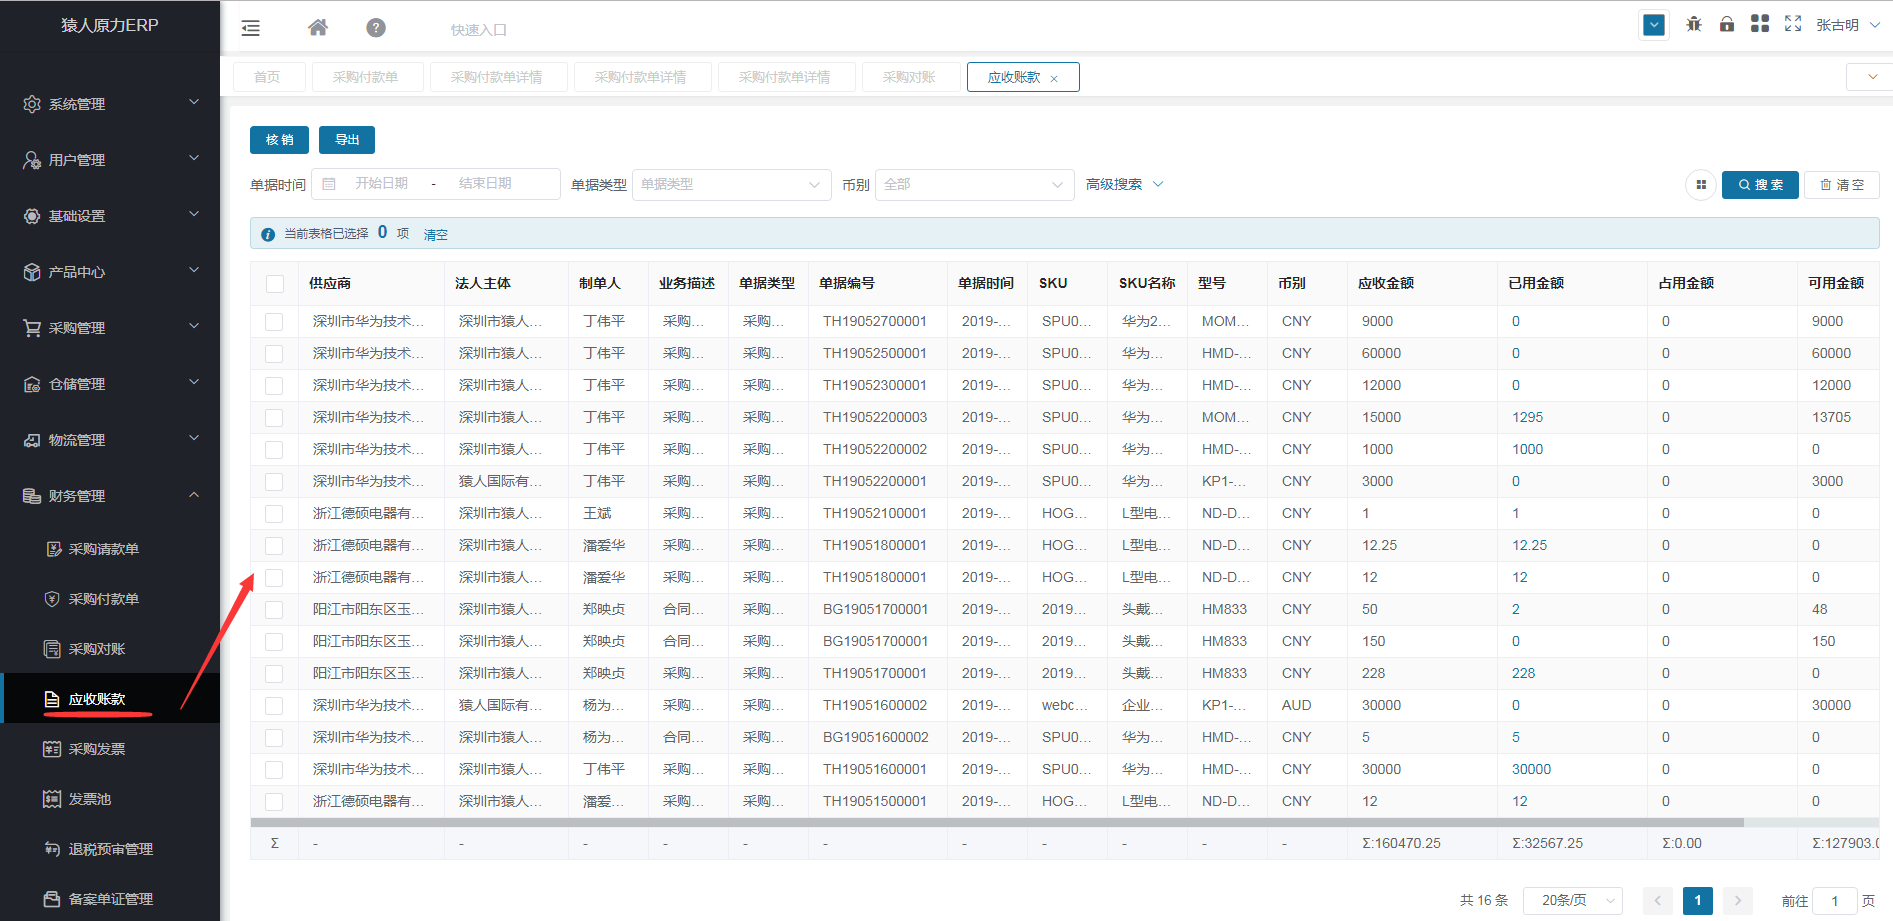 猿人原力ERP
快速入口
张古明
首页 采购付款单 采购付款单详情 采购付款单详情 采购付款单详情 采购对账 应收账款
系统管理
用户管理
基础设置
产品中心
采购管理
仓储管理
物流管理
财务管理
采购请款单
采购付款单
采购对账
应收账款
采购发票
发票池
退税预审管理
备案单证管理
核销 导出
单据时间 开始日期 - 结束日期 单据类型 单据类型 币别 全部 高级搜索 搜索 清空
当前表格已选择 0 项 清空
供应商 法人主体 制单人 业务描述 单据类型 单据编号 单据时间 SKU SKU名称 型号 币别 应收金额 已用金额 占用金额 可用金额
深圳市华为技术... 深圳市猿人... 丁伟平 采购... 采购... TH19052700001 2019-... SPU0... 华为2... MOM... CNY 9000 0 0 9000
深圳市华为技术... 深圳市猿人... 丁伟平 采购... 采购... TH19052500001 2019-... SPU0... 华为... HMD-... CNY 60000 0 0 60000
深圳市华为技术... 深圳市猿人... 丁伟平 采购... 采购... TH19052300001 2019-... SPU0... 华为... HMD-... CNY 12000 0 0 12000
深圳市华为技术... 深圳市猿人... 丁伟平 采购... 采购... TH19052200003 2019-... SPU0... 华为... MOM... CNY 15000 1295 0 13705
深圳市华为技术... 深圳市猿人... 丁伟平 采购... 采购... TH19052200002 2019-... SPU0... 华为... HMD-... CNY 1000 1000 0 0
深圳市华为技术... 猿人国际有... 丁伟平 采购... 采购... TH19052200001 2019-... SPU0... 华为... KP1-... CNY 3000 0 0 3000
浙江德硕电器有... 深圳市猿人... 王斌 采购... 采购... TH19052100001 2019-... HOG... L型电... ND-D... CNY 1 1 0 0
浙江德硕电器有... 深圳市猿人... 潘爱华 采购... 采购... TH19051800001 2019-... HOG... L型电... ND-D... CNY 12.25 12.25 0 0
浙江德硕电器有... 深圳市猿人... 潘爱华 采购... 采购... TH19051800001 2019-... HOG... L型电... ND-D... CNY 12 12 0 0
阳江市阳东区玉... 深圳市猿人... 郑映贞 合同... 采购... BG19051700001 2019-... 2019... 头戴... HM833 CNY 50 2 0 48
阳江市阳东区玉... 深圳市猿人... 郑映贞 合同... 采购... BG19051700001 2019-... 2019... 头戴... HM833 CNY 150 0 0 150
阳江市阳东区玉... 深圳市猿人... 郑映贞 采购... 采购... TH19051700001 2019-... 2019... 头戴... HM833 CNY 228 228 0 0
深圳市华为技术... 猿人国际有... 杨为... 采购... 采购... TH19051600002 2019-... webc... 企业... KP1-... AUD 30000 0 0 30000
深圳市华为技术... 深圳市猿人... 杨为... 合同... 采购... BG19051600002 2019-... SPU0... 华为... HMD-... CNY 5 5 0 0
深圳市华为技术... 深圳市猿人... 丁伟平 采购... 采购... TH19051600001 2019-... SPU0... 华为... HMD-... CNY 30000 30000 0 0
浙江德硕电器有... 深圳市猿人... 潘爱... 采购... 采购... TH19051500001 2019-... HOG... L型电... ND-D... CNY 12 12 0 0
Σ - - - - - - - - - - - Σ:160470.25 Σ:32567.25 Σ:0.00 Σ:127903.0
共 16 条 20条/页 1 前往 1 页